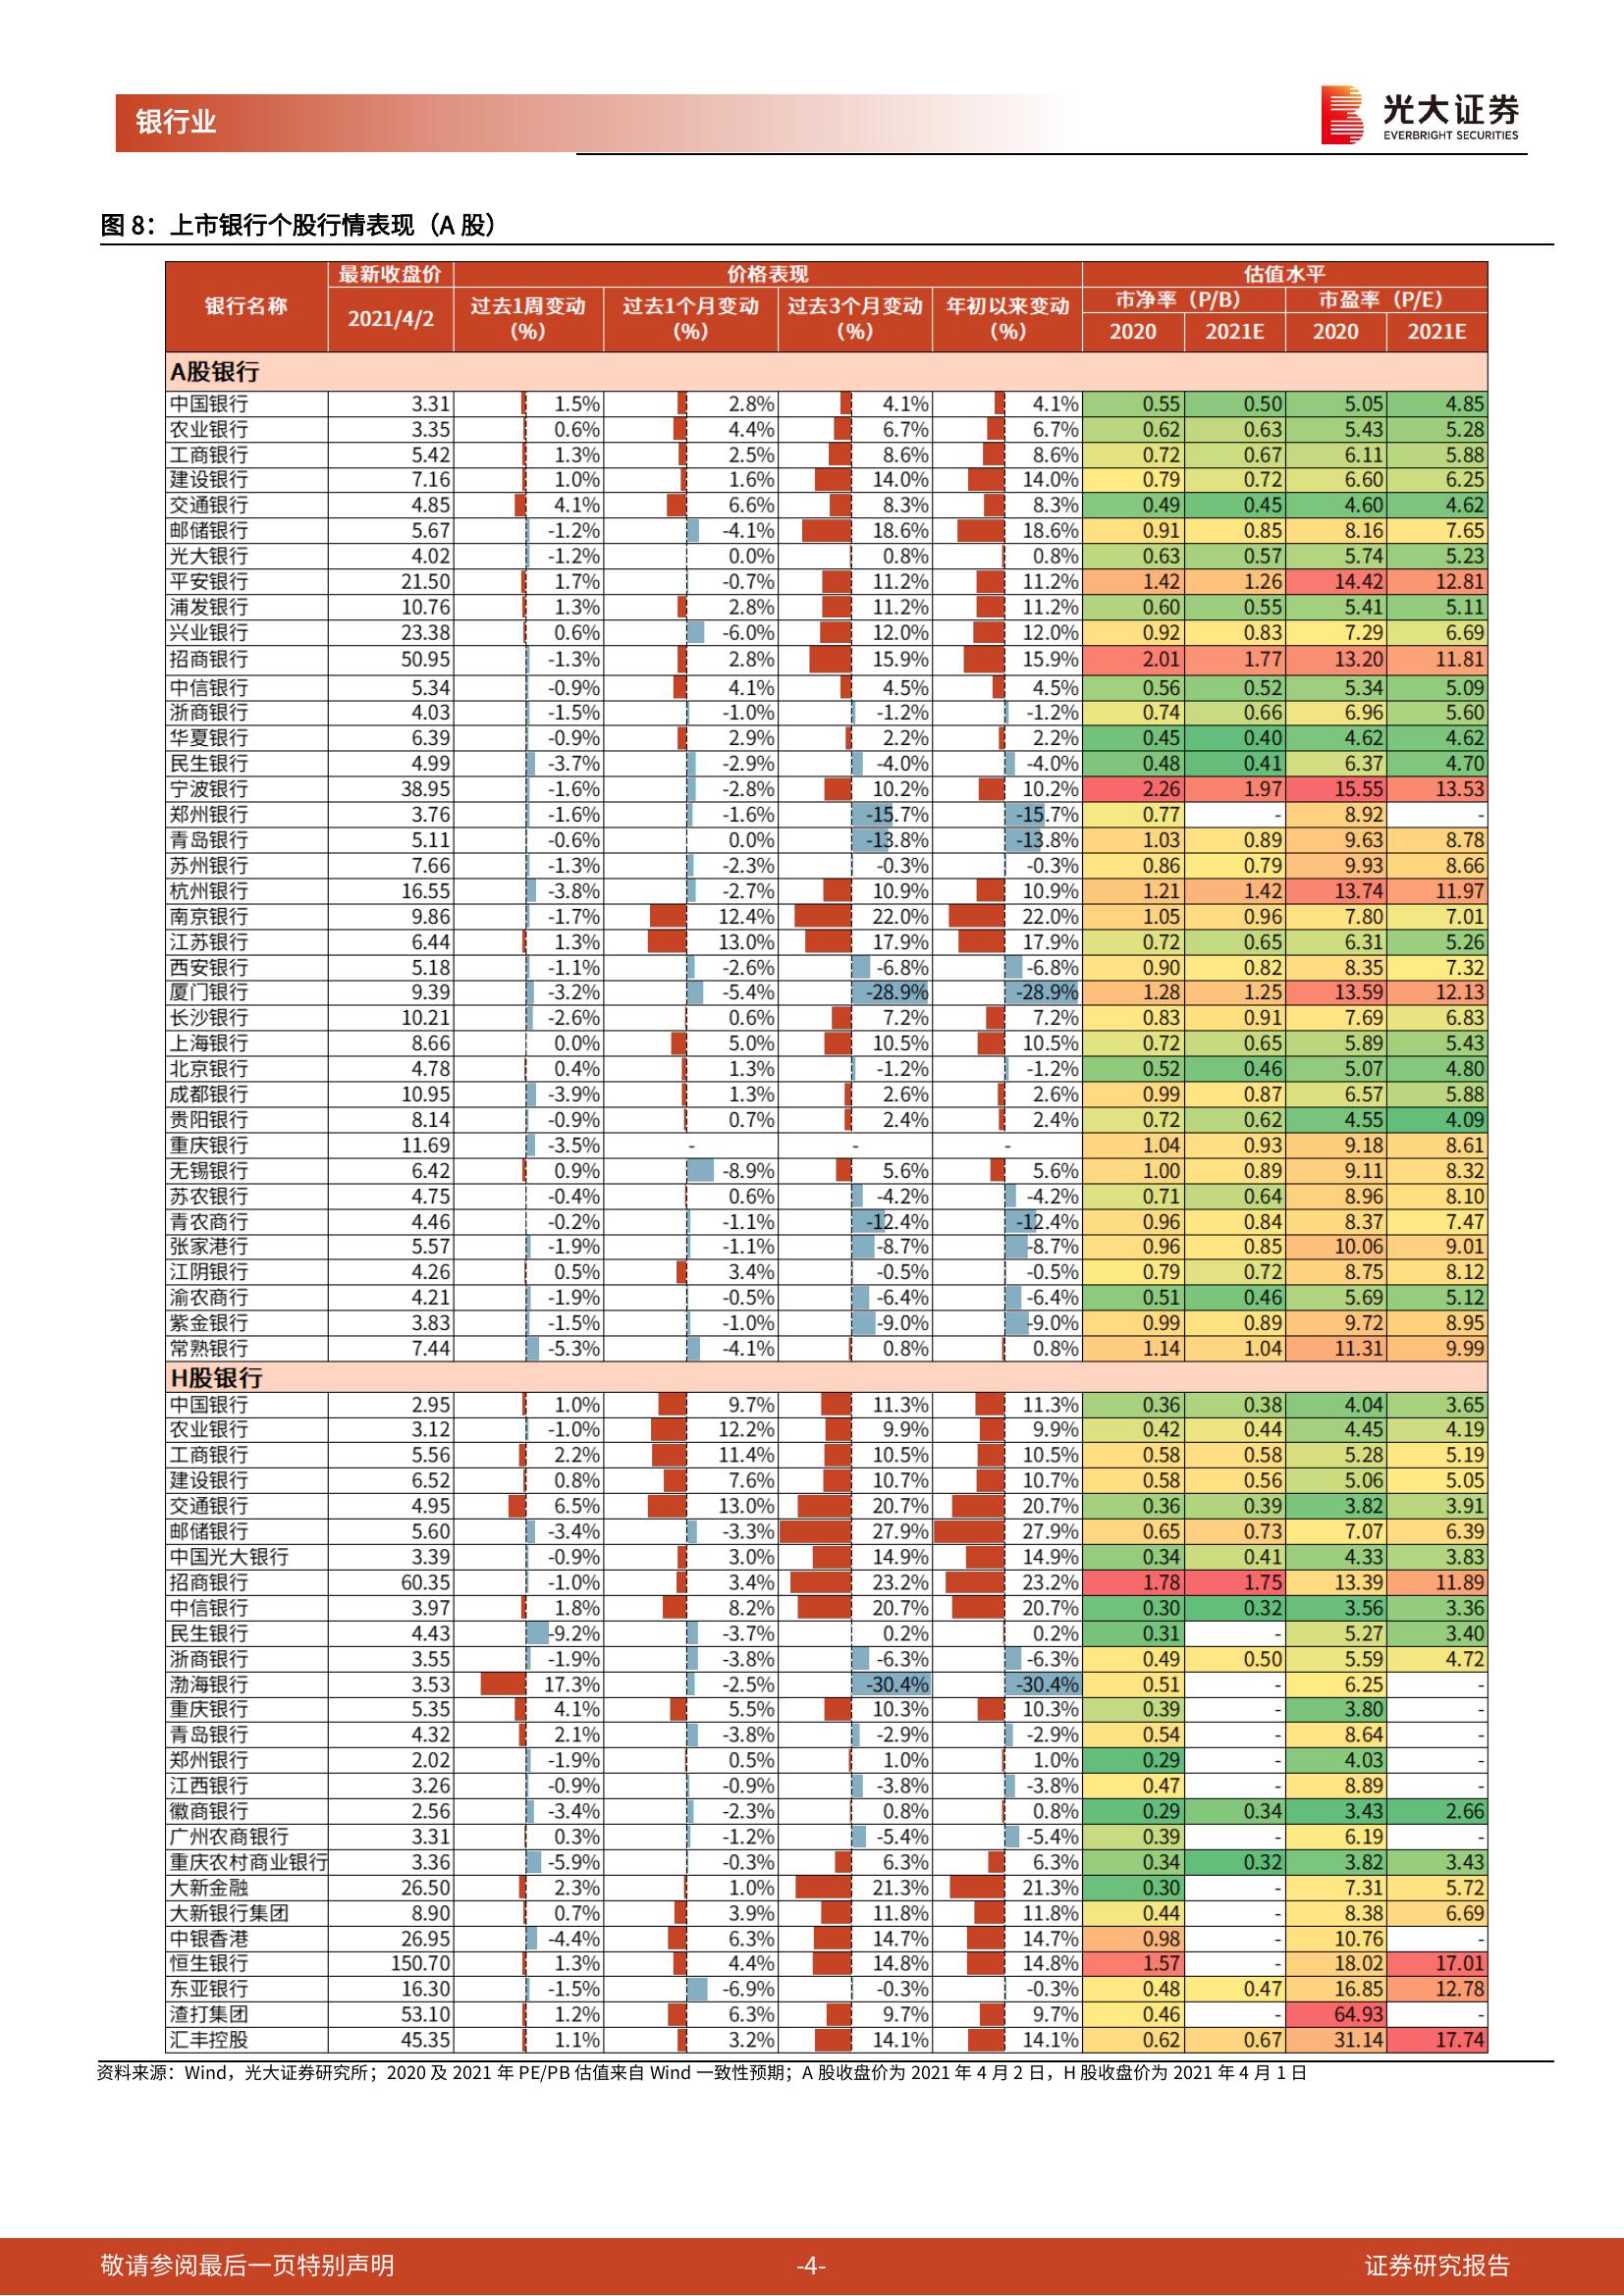 银行业
光大证券
EVERBRIGHT SECURITIES
图 8：上市银行个股行情表现（A 股）
银行名称 最新收盘价 价格表现 估值水平
2021/4/2 过去1周变动（%） 过去1个月变动（%） 过去3个月变动（%） 年初以来变动（%） 市净率（P/B） 市盈率（P/E）
2020 2021E 2020 2021E
A股银行
中国银行 3.31 1.5% 2.8% 4.1% 4.1% 0.55 0.50 5.05 4.85
农业银行 3.35 0.6% 4.4% 6.7% 6.7% 0.62 0.63 5.43 5.28
工商银行 5.42 1.3% 2.5% 8.6% 8.6% 0.72 0.67 6.11 5.88
建设银行 7.16 1.0% 1.6% 14.0% 14.0% 0.79 0.72 6.60 6.25
交通银行 4.85 4.1% 6.6% 8.3% 8.3% 0.49 0.45 4.60 4.62
邮储银行 5.67 -1.2% -4.1% 18.6% 18.6% 0.91 0.85 8.16 7.65
光大银行 4.02 -1.2% 0.0% 0.8% 0.8% 0.63 0.57 5.74 5.23
平安银行 21.50 1.7% -0.7% 11.2% 11.2% 1.42 1.26 14.42 12.81
浦发银行 10.76 1.3% 2.8% 11.2% 11.2% 0.60 0.55 5.41 5.11
兴业银行 23.38 0.6% -6.0% 12.0% 12.0% 0.92 0.83 7.29 6.69
招商银行 50.95 -1.3% 2.8% 15.9% 15.9% 2.01 1.77 13.20 11.81
中信银行 5.34 -0.9% 4.1% 4.5% 4.5% 0.56 0.52 5.34 5.09
浙商银行 4.03 -1.5% -1.0% -1.2% -1.2% 0.74 0.66 6.96 5.60
华夏银行 6.39 -0.9% 2.9% 2.2% 2.2% 0.45 0.40 4.62 4.62
民生银行 4.99 -3.7% -2.9% -4.0% -4.0% 0.48 0.41 6.37 4.70
宁波银行 38.95 -1.6% -2.8% 10.2% 10.2% 2.26 1.97 15.55 13.53
郑州银行 3.76 -1.6% -1.6% -15.7% -15.7% 0.77 - 8.92 -
青岛银行 5.11 -0.6% 0.0% -13.8% -13.8% 1.03 0.89 9.63 8.78
苏州银行 7.66 -1.3% -2.3% -0.3% -0.3% 0.86 0.79 9.93 8.66
杭州银行 16.55 -3.8% -2.7% 10.9% 10.9% 1.21 1.42 13.74 11.97
南京银行 9.86 -1.7% 12.4% 22.0% 22.0% 1.05 0.96 7.80 7.01
江苏银行 6.44 1.3% 13.0% 17.9% 17.9% 0.72 0.65 6.31 5.26
西安银行 5.18 -1.1% -2.6% -6.8% -6.8% 0.90 0.82 8.35 7.32
厦门银行 9.39 -3.2% -5.4% -28.9% -28.9% 1.28 1.25 13.59 12.13
长沙银行 10.21 -2.6% 0.6% 7.2% 7.2% 0.83 0.91 7.69 6.83
上海银行 8.66 0.0% 5.0% 10.5% 10.5% 0.72 0.65 5.89 5.43
北京银行 4.78 0.4% 1.3% -1.2% -1.2% 0.52 0.46 5.07 4.80
成都银行 10.95 -3.9% 1.3% 2.6% 2.6% 0.99 0.87 6.57 5.88
贵阳银行 8.14 -0.9% 0.7% 2.4% 2.4% 0.72 0.62 4.55 4.09
重庆银行 11.69 -3.5% - - - 1.04 0.93 9.18 8.61
无锡银行 6.42 0.9% -8.9% 5.6% 5.6% 1.00 0.89 9.11 8.32
苏农银行 4.75 -0.4% 0.6% -4.2% -4.2% 0.71 0.64 8.96 8.10
青农商行 4.46 -0.2% -1.1% -12.4% -12.4% 0.96 0.84 8.37 7.47
张家港行 5.57 -1.9% -1.1% -8.7% -8.7% 0.96 0.85 10.06 9.01
江阴银行 4.26 0.5% 3.4% -0.5% -0.5% 0.79 0.72 8.75 8.12
渝农商行 4.21 -1.9% -0.5% -6.4% -6.4% 0.51 0.46 5.69 5.12
紫金银行 3.83 -1.5% -1.0% -9.0% -9.0% 0.99 0.89 9.72 8.95
常熟银行 7.44 -5.3% -4.1% 0.8% 0.8% 1.14 1.04 11.31 9.99
H股银行
中国银行 2.95 1.0% 9.7% 11.3% 11.3% 0.36 0.38 4.04 3.65
农业银行 3.12 -1.0% 12.2% 9.9% 9.9% 0.42 0.44 4.45 4.19
工商银行 5.56 2.2% 11.4% 10.5% 10.5% 0.58 0.58 5.28 5.19
建设银行 6.52 0.8% 7.6% 10.7% 10.7% 0.58 0.56 5.06 5.05
交通银行 4.95 6.5% 13.0% 20.7% 20.7% 0.36 0.39 3.82 3.91
邮储银行 5.60 -3.4% -3.3% 27.9% 27.9% 0.65 0.73 7.07 6.39
中国光大银行 3.39 -0.9% 3.0% 14.9% 14.9% 0.34 0.41 4.33 3.83
招商银行 60.35 -1.0% 3.4% 23.2% 23.2% 1.78 1.75 13.39 11.89
中信银行 3.97 1.8% 8.2% 20.7% 20.7% 0.30 0.32 3.56 3.36
民生银行 4.43 -9.2% -3.7% 0.2% 0.2% 0.31 - 5.27 3.40
浙商银行 3.55 -1.9% -3.8% -6.3% -6.3% 0.49 0.50 5.59 4.72
渤海银行 3.53 17.3% -2.5% -30.4% -30.4% 0.51 - 6.25 -
重庆银行 5.35 4.1% 5.5% 10.3% 10.3% 0.39 - 3.80 -
青岛银行 4.32 2.1% -3.8% -2.9% -2.9% 0.54 - 8.64 -
郑州银行 2.02 -1.9% 0.5% 1.0% 1.0% 0.29 - 4.03 -
江西银行 3.26 -0.9% -0.9% -3.8% -3.8% 0.47 - 8.89 -
徽商银行 2.56 -3.4% -2.3% 0.8% 0.8% 0.29 0.34 3.43 2.66
广州农商银行 3.31 0.3% -1.2% -5.4% -5.4% 0.39 - 6.19 -
重庆农村商业银行 3.36 -5.9% -0.3% 6.3% 6.3% 0.34 0.32 3.82 3.43
大新金融 26.50 2.3% 1.0% 21.3% 21.3% 0.30 - 7.31 5.72
大新银行集团 8.90 0.7% 3.9% 11.8% 11.8% 0.44 - 8.38 6.69
中银香港 26.95 -4.4% 6.3% 14.7% 14.7% 0.98 - 10.76 -
恒生银行 150.70 1.3% 4.4% 14.8% 14.8% 1.57 - 18.02 17.01
东亚银行 16.30 -1.5% -6.9% -0.3% -0.3% 0.48 0.47 16.85 12.78
渣打集团 53.10 1.2% 6.3% 9.7% 9.7% 0.46 - 64.93 -
汇丰控股 45.35 1.1% 3.2% 14.1% 14.1% 0.62 0.67 31.14 17.74
资料来源：Wind，光大证券研究所；2020 及 2021 年 PE/PB 估值来自 Wind 一致性预期；A 股收盘价为 2021 年 4 月 2 日，H 股收盘价为 2021 年 4 月 1 日
敬请参阅最后一页特别声明 -4- 证券研究报告